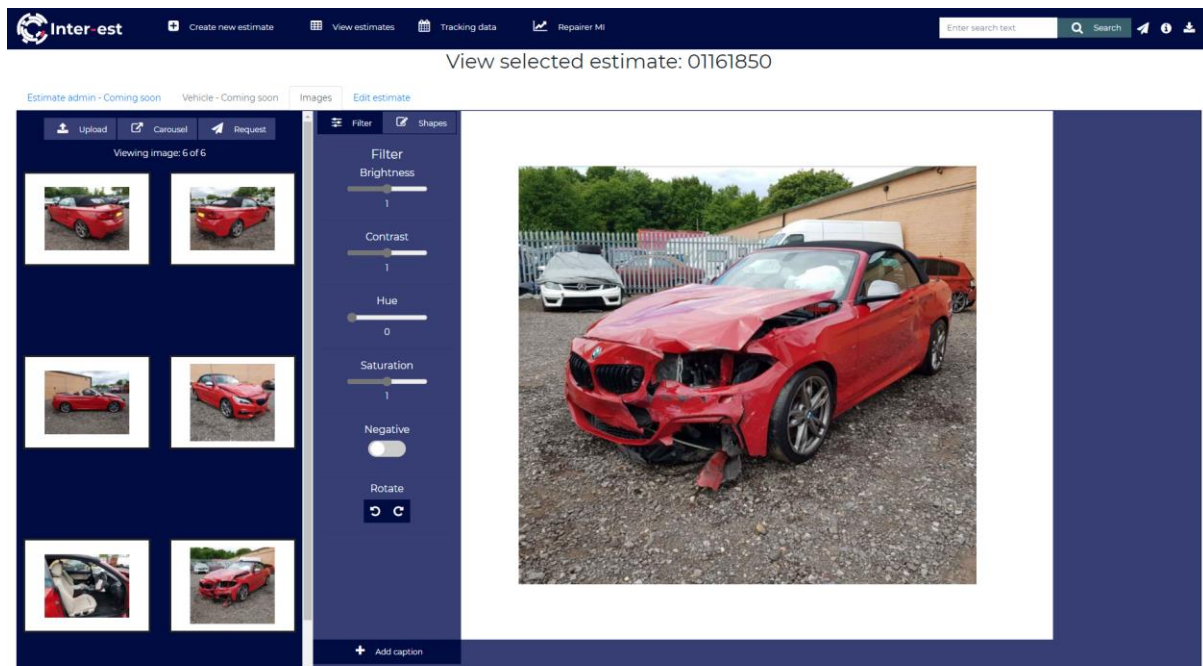 Inter-est
Create new estimate
View estimates
Tracking data
Repairer MI
Enter search text
Search
View selected estimate: 01161850
Estimate admin - Coming soon
Vehicle - Coming soon
Images
Edit estimate
Upload
Carousel
Request
Viewing image: 6 of 6
Filter
Shapes
Filter
Brightness
1
Contrast
1
Hue
0
Saturation
1
Negative
Rotate
Add caption